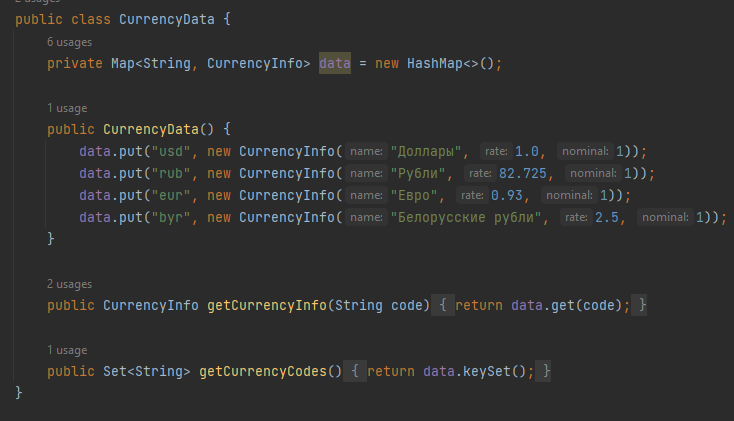 2 usages
public class CurrencyData {
6 usages
private Map<String, CurrencyInfo> data = new HashMap<>();
1 usage
public CurrencyData() {
data.put("usd", new CurrencyInfo( name: "Доллары", rate: 1.0, nominal: 1));
data.put("rub", new CurrencyInfo( name: "Рубли", rate: 82.725, nominal: 1));
data.put("eur", new CurrencyInfo( name: "Евро", rate: 0.93, nominal: 1));
data.put("byr", new CurrencyInfo( name: "Белорусские рубли", rate: 2.5, nominal: 1));
}
2 usages
public CurrencyInfo getCurrencyInfo(String code) { return data.get(code); }
1 usage
public Set<String> getCurrencyCodes() { return data.keySet(); }
}